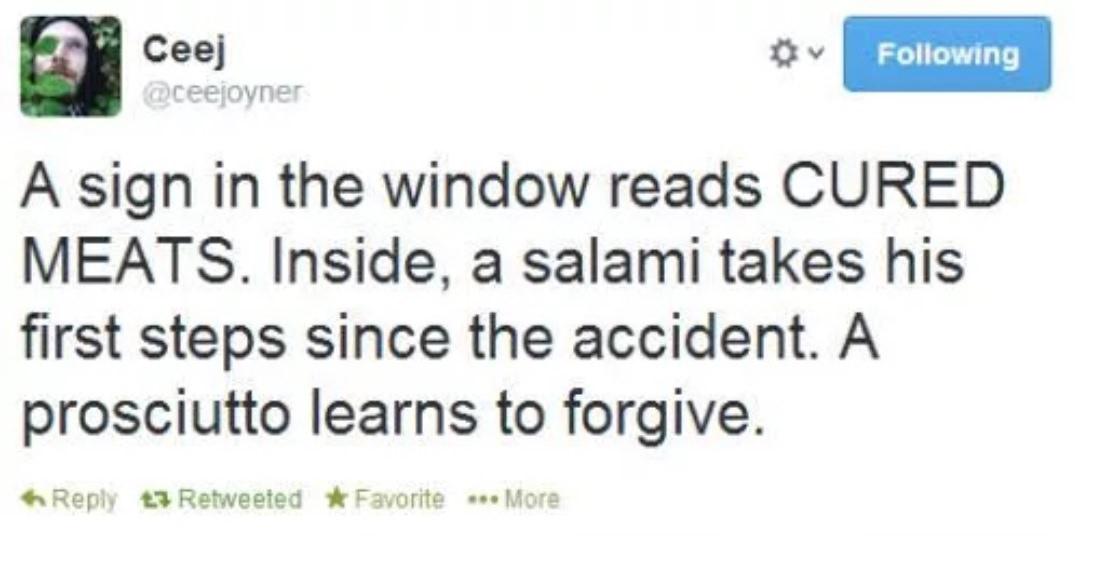 Ceej
@ceejoyner
Following
A sign in the window reads CURED
MEATS. Inside, a salami takes his
first steps since the accident. A
prosciutto learns to forgive.
Reply Retweeted Favorite More